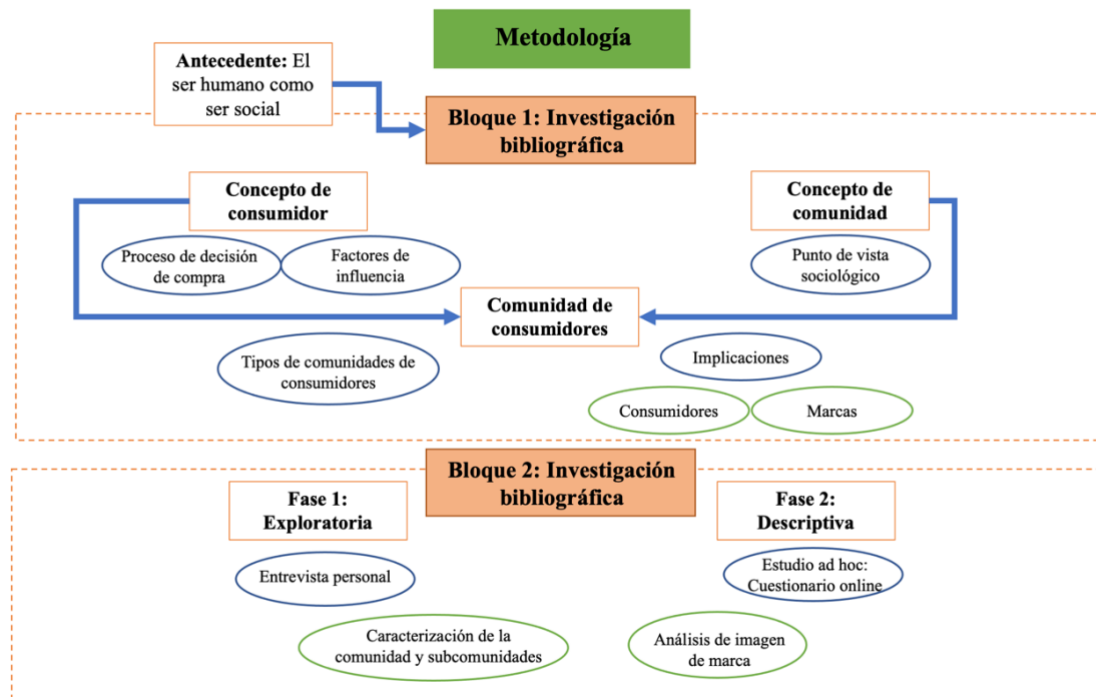 Metodología
Antecedente: El
ser humano como
ser social
Bloque 1: Investigación
bibliográfica
Concepto de
consumidor
Concepto de
comunidad
Proceso de decisión
de compra
Factores de
influencia
Punto de vista
sociológico
Comunidad de
consumidores
Tipos de comunidades de
consumidores
Implicaciones
Consumidores
Marcas
Bloque 2: Investigación
bibliográfica
Fase 1:
Exploratoria
Fase 2:
Descriptiva
Entrevista personal
Estudio ad hoc:
Cuestionario online
Caracterización de la
comunidad y subcomunidades
Análisis de imagen
de marca